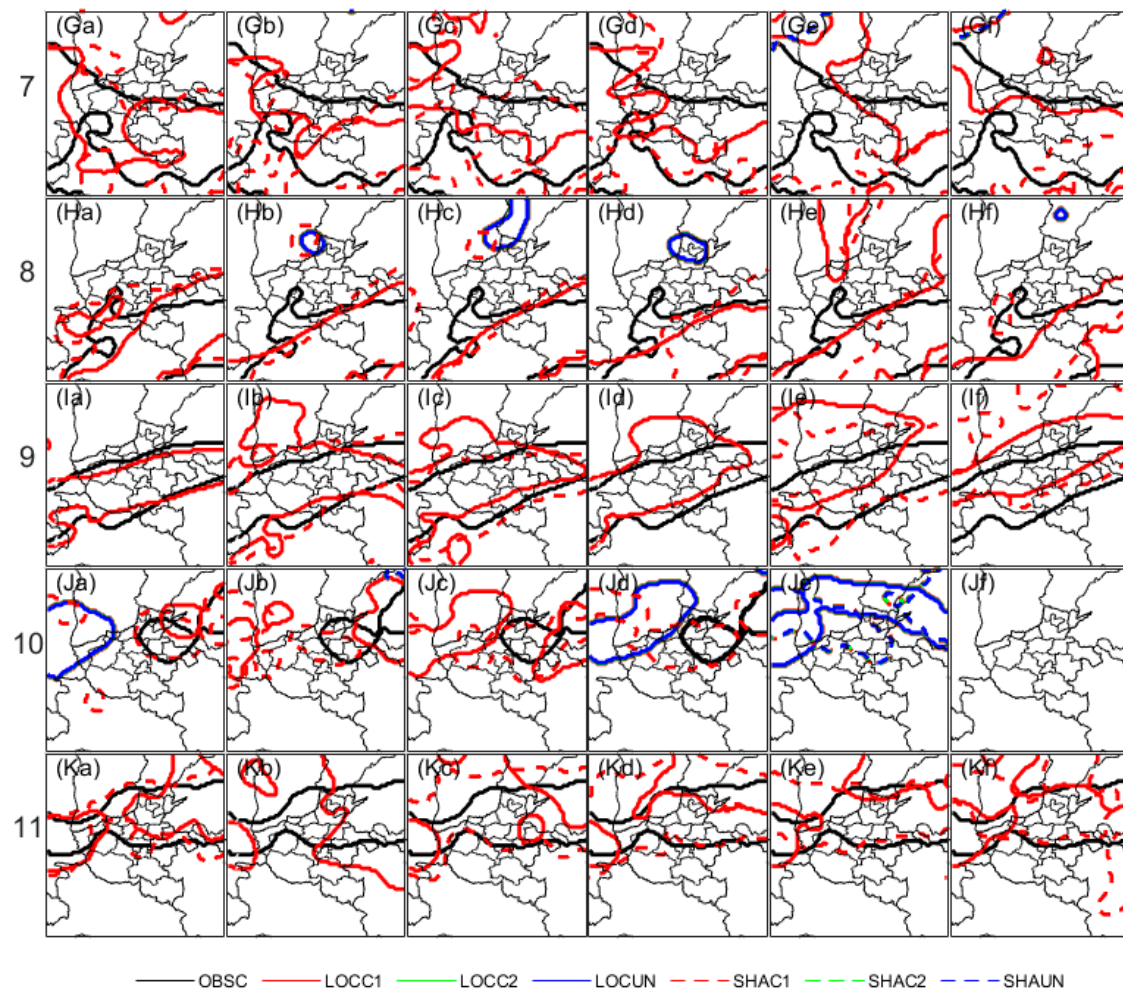 (Ga) (Gb) (Gc) (Gd) (Ge) (Gf)
7
(Ha) (Hb) (Hc) (Hd) (He) (Hf)
8
(Ia) (Ib) (Ic) (Id) (Ie) (If)
9
(Ja) (Jb) (Jc) (Jd) (Je) (Jf)
10
(Ka) (Kb) (Kc) (Kd) (Ke) (Kf)
11
OBSC LOCC1 LOCC2 LOCUN SHAC1 SHAC2 SHAUN